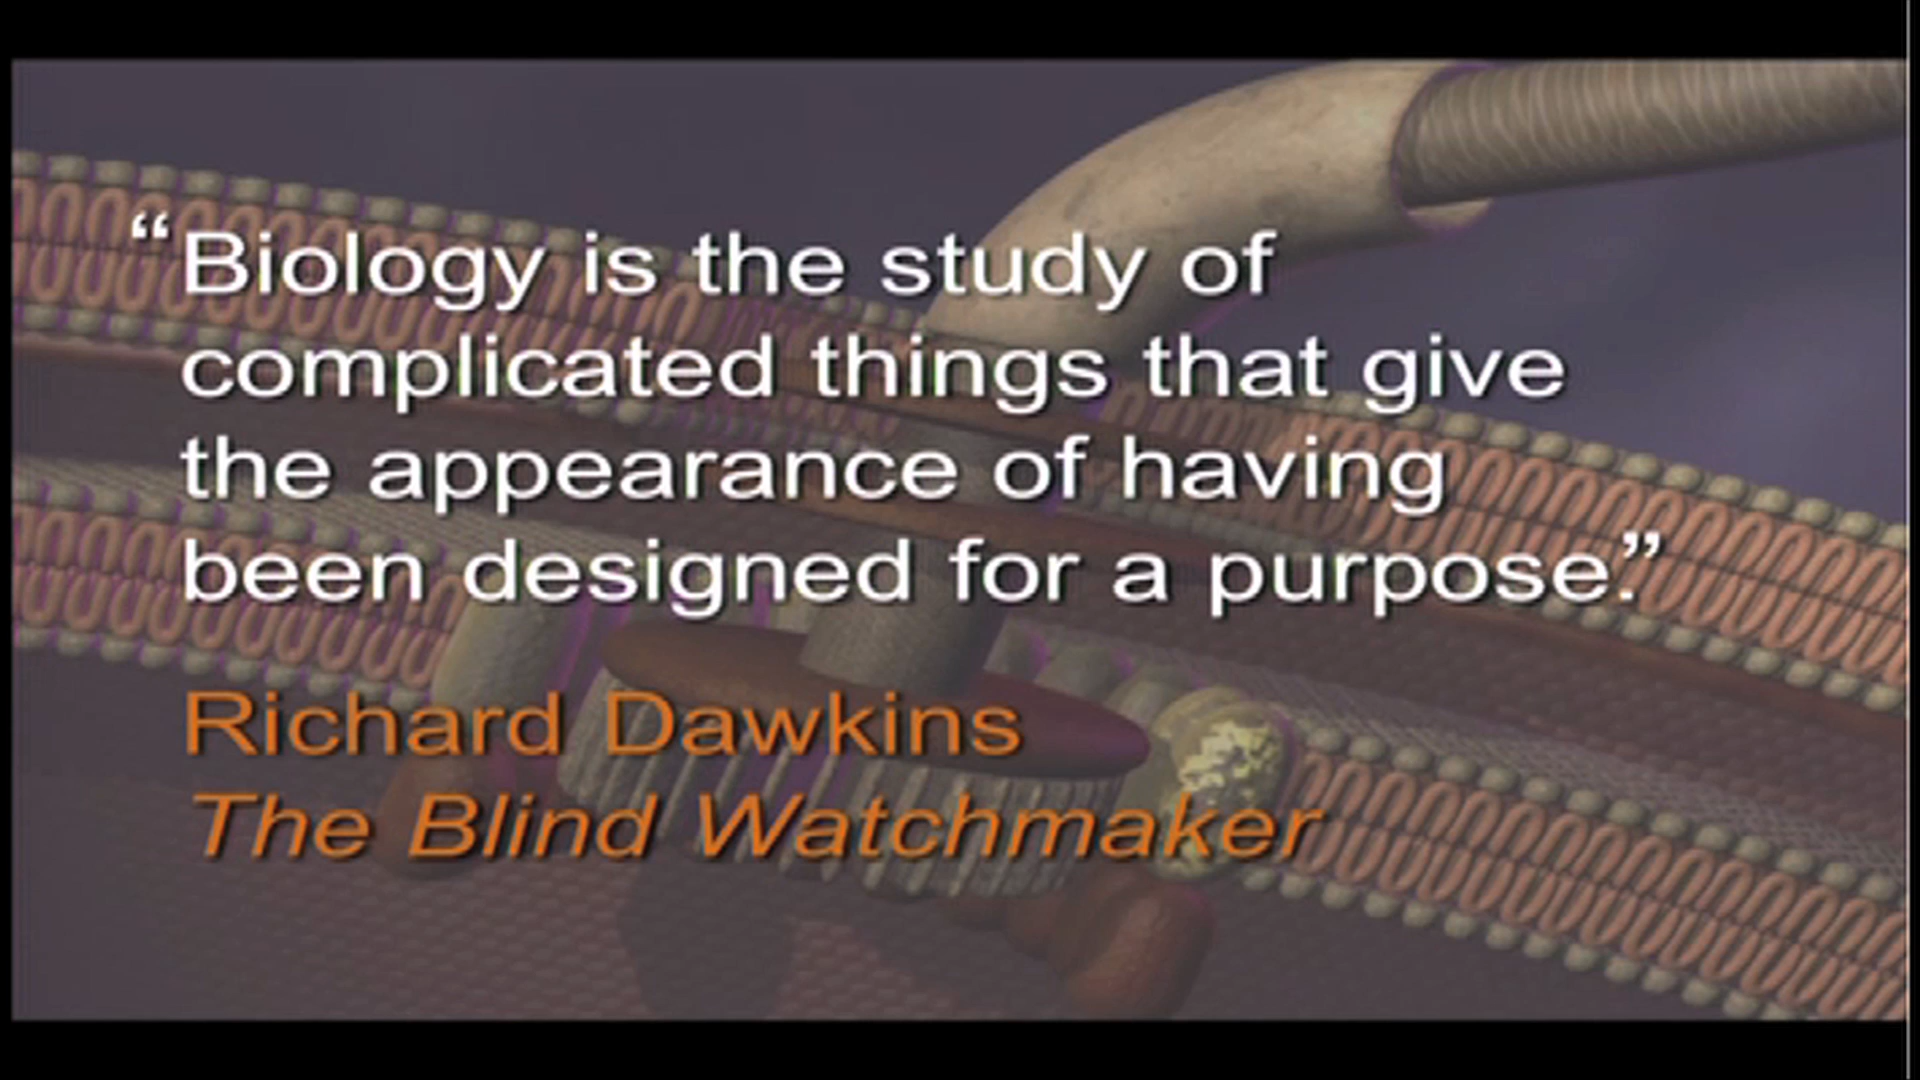 “Biology is the study of
complicated things that give
the appearance of having
been designed for a purpose.”
Richard Dawkins
The Blind Watchmaker